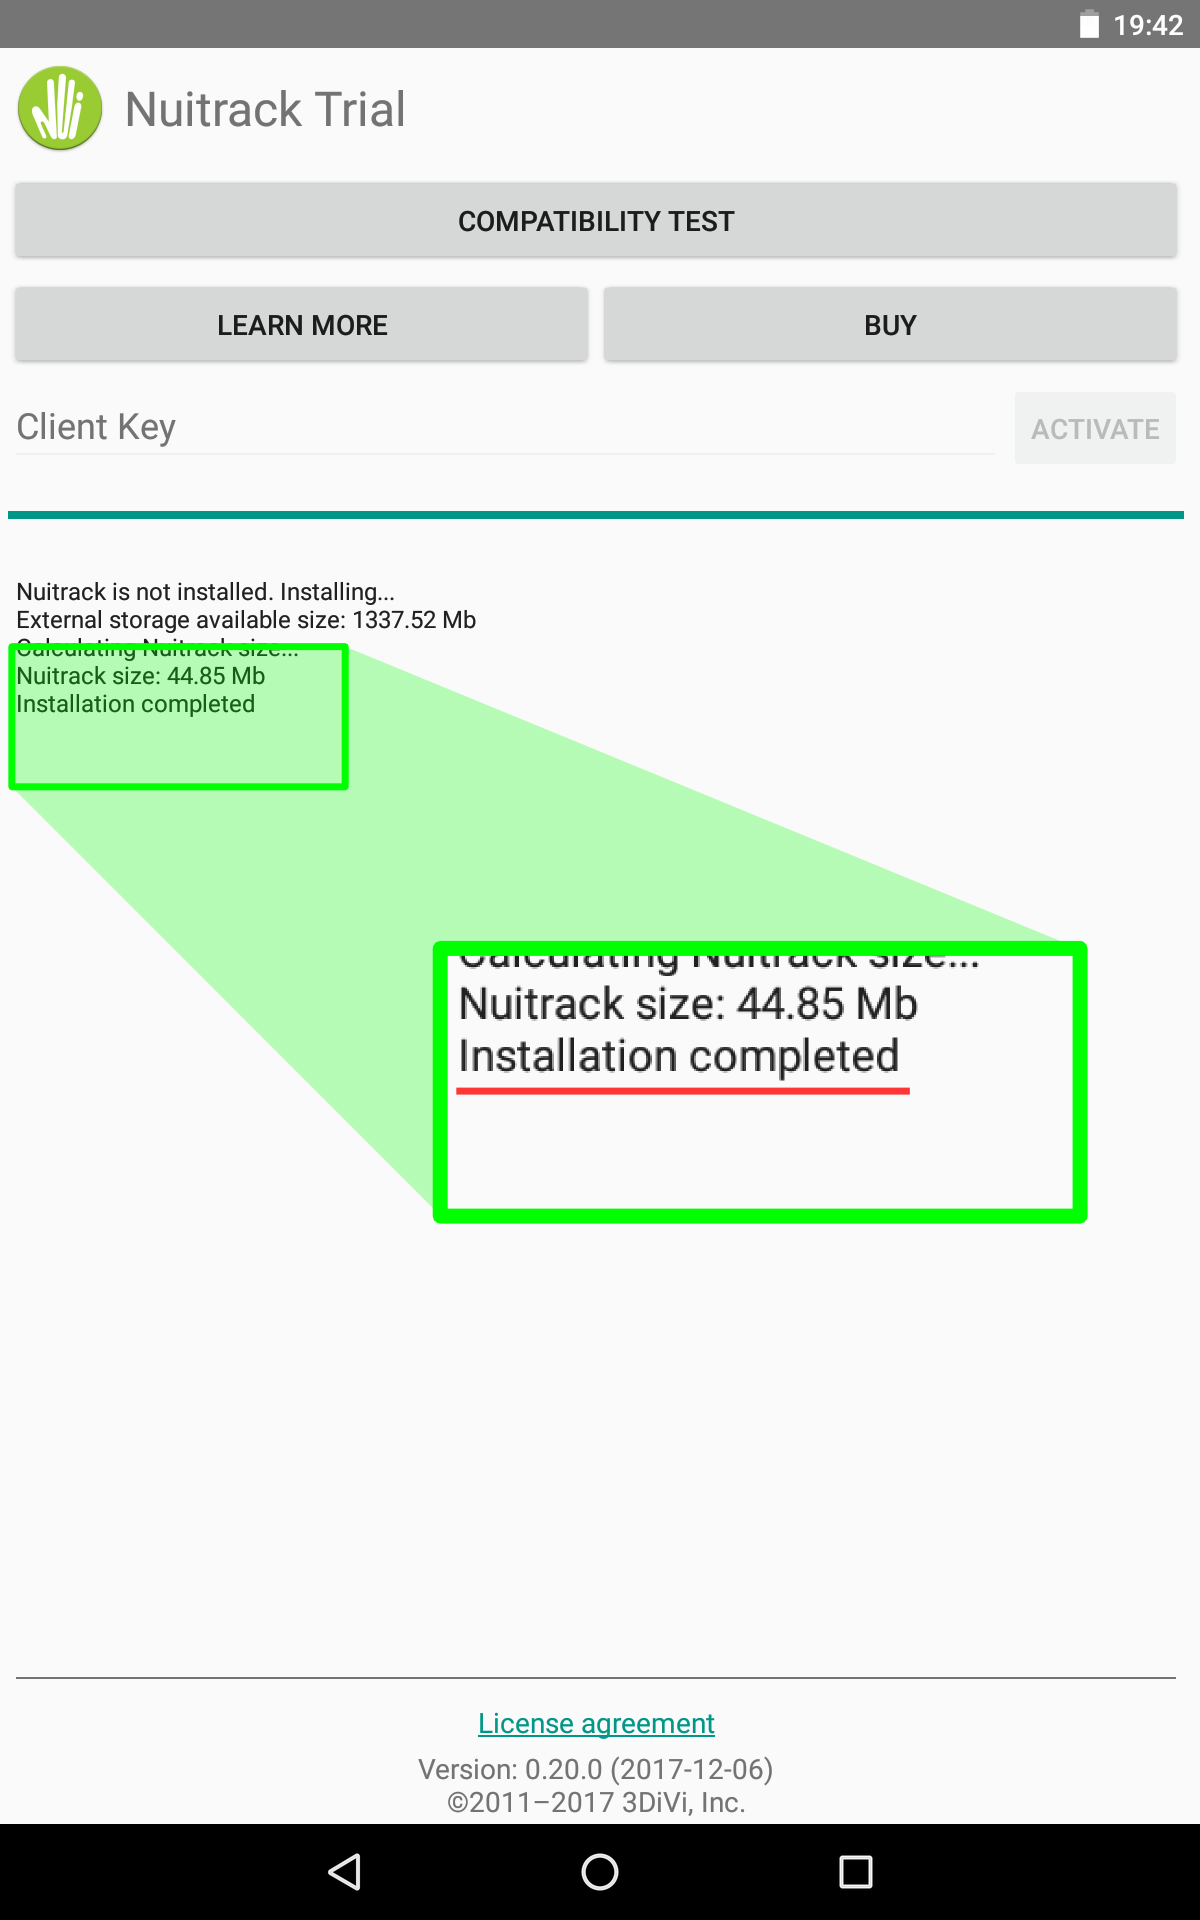 19:42
Nuitrack Trial
COMPATIBILITY TEST
LEARN MORE
BUY
Client Key
ACTIVATE
Nuitrack is not installed. Installing...
External storage available size: 1337.52 Mb
Calculating Nuitrack size...
Nuitrack size: 44.85 Mb
Installation completed
Calculating Nuitrack size...
Nuitrack size: 44.85 Mb
Installation completed
License agreement
Version: 0.20.0 (2017-12-06)
©2011–2017 3DiVi, Inc.